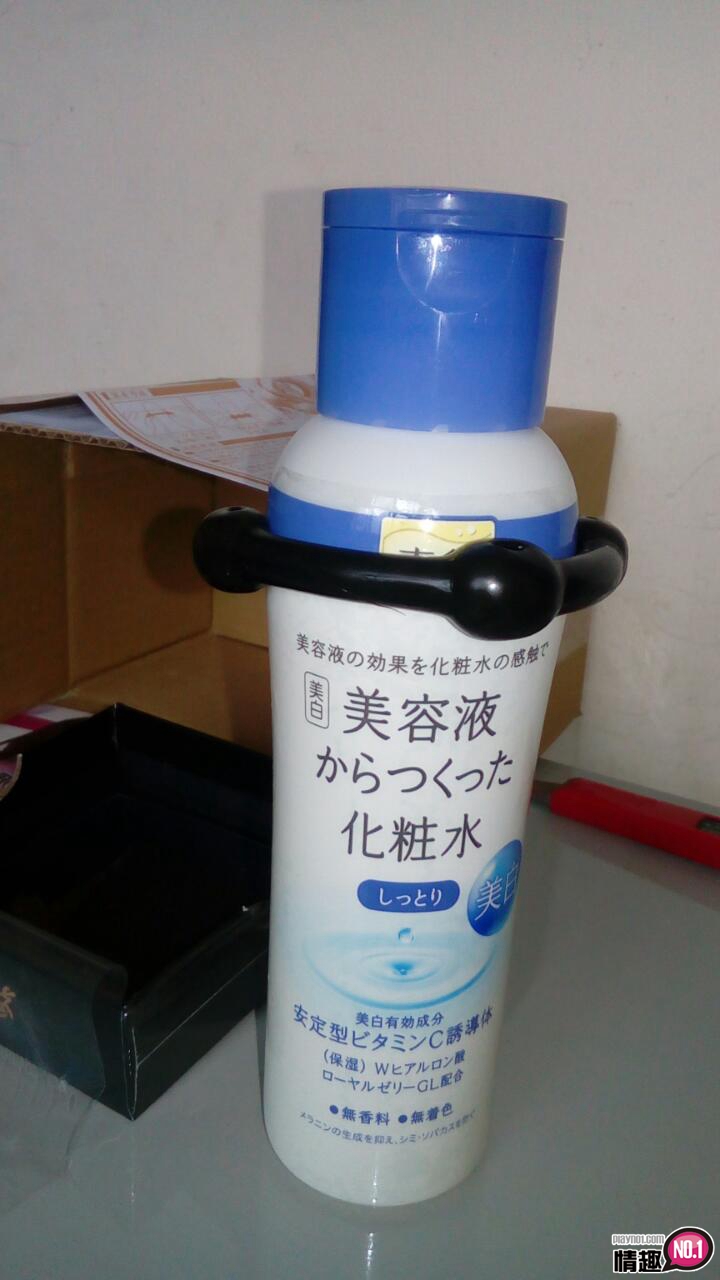 美容液の効果を化粧水の感触で
美白
美容液
からつくった
化粧水
しっとり
美白
美白有効成分
安定型ビタミンC誘導体
(保湿) Wヒアルロン酸
ローヤルゼリーGL配合
●無香料 ●無着色
メラニンの生成を抑え、シミ・ソバカスを防ぐ
playno1.com
情趣 NO.1